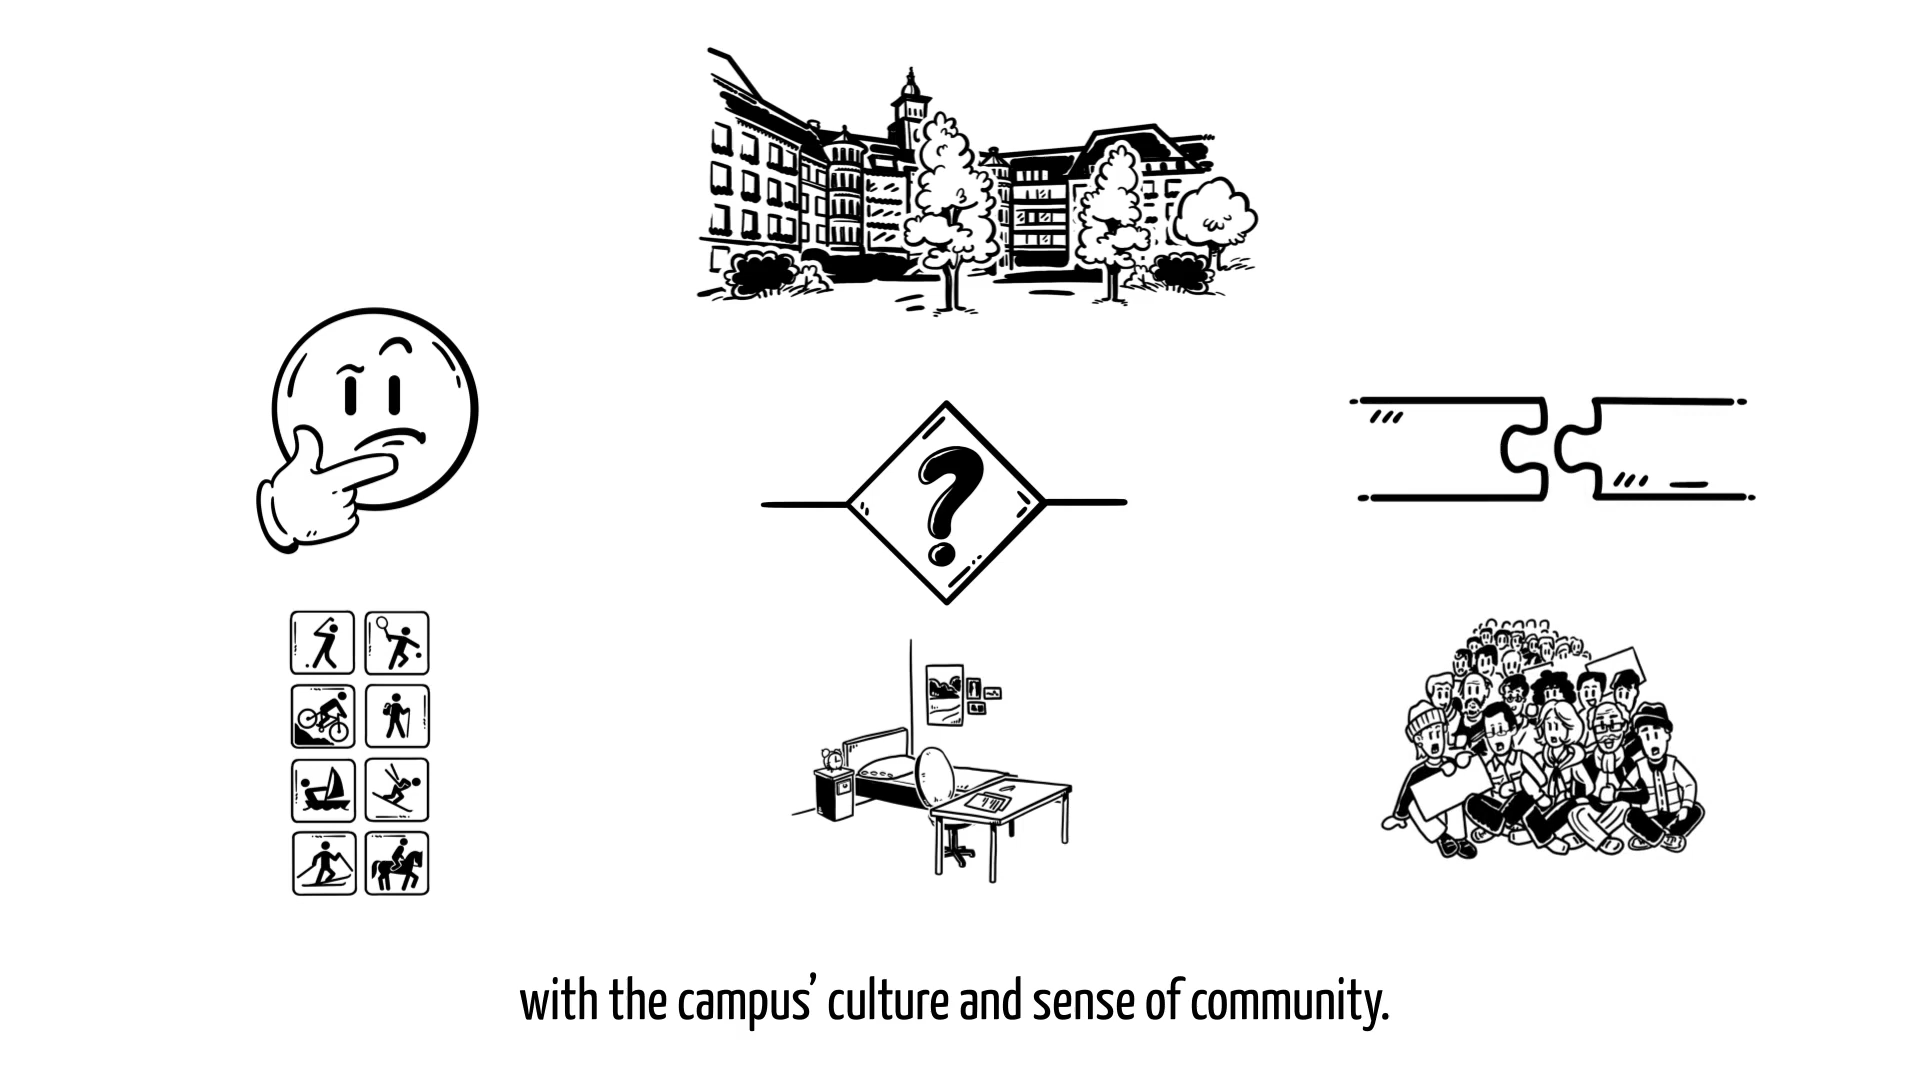 ?
with the campus’ culture and sense of community.